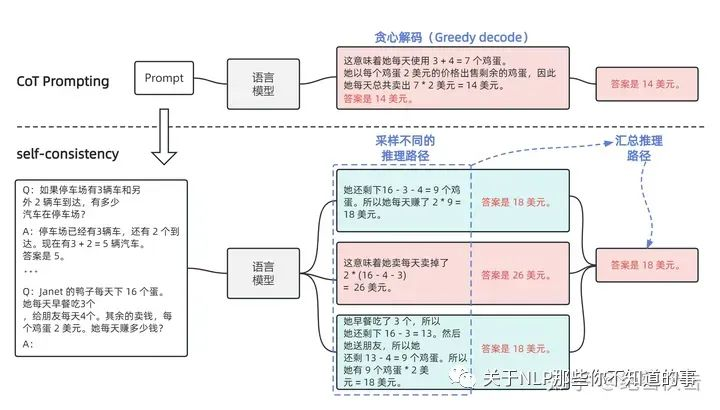 贪心解码（Greedy decode）
CoT Prompting
Prompt
语言
模型
这意味着她每天使用 3 + 4 = 7 个鸡蛋。
她以每个鸡蛋 2 美元的价格出售剩余的鸡蛋，因此
她每天总共卖出 7 * 2 美元 = 14 美元。
答案是 14 美元。
答案是 14 美元。
self-consistency
采样不同的
推理路径
汇总推理
路径
Q：如果停车场有3辆车和另
外 2 辆车到达，有多少
汽车在停车场？
A：停车场已经有3辆车，还有 2 个到
达。现在有3 + 2 = 5 辆汽车。
答案是 5。
...
Q：Janet 的鸭子每天下 16 个蛋。
她每天早餐吃3个
，给朋友每天4个。其余的卖钱，每
个鸡蛋 2 美元。她每天赚多少钱？
A：
语言
模型
她还剩下16 - 3 - 4 = 9 个鸡
蛋。所以她每天赚了 2 * 9 =
18 美元。
答案是 18 美元。
这意味着她卖每天卖掉了
2 * (16 - 4 - 3)
= 26 美元。
答案是 26 美元。
她早餐吃了 3 个，所以
她还剩下 16 - 3 = 13。然后
她送朋友，所以她
还剩 13 - 4 = 9 个鸡蛋。所以
她有 9 个鸡蛋 * 2 美
元 = 18 美元。
答案是 18 美元。
答案是 18 美元。
关于NLP那些你不知道的事